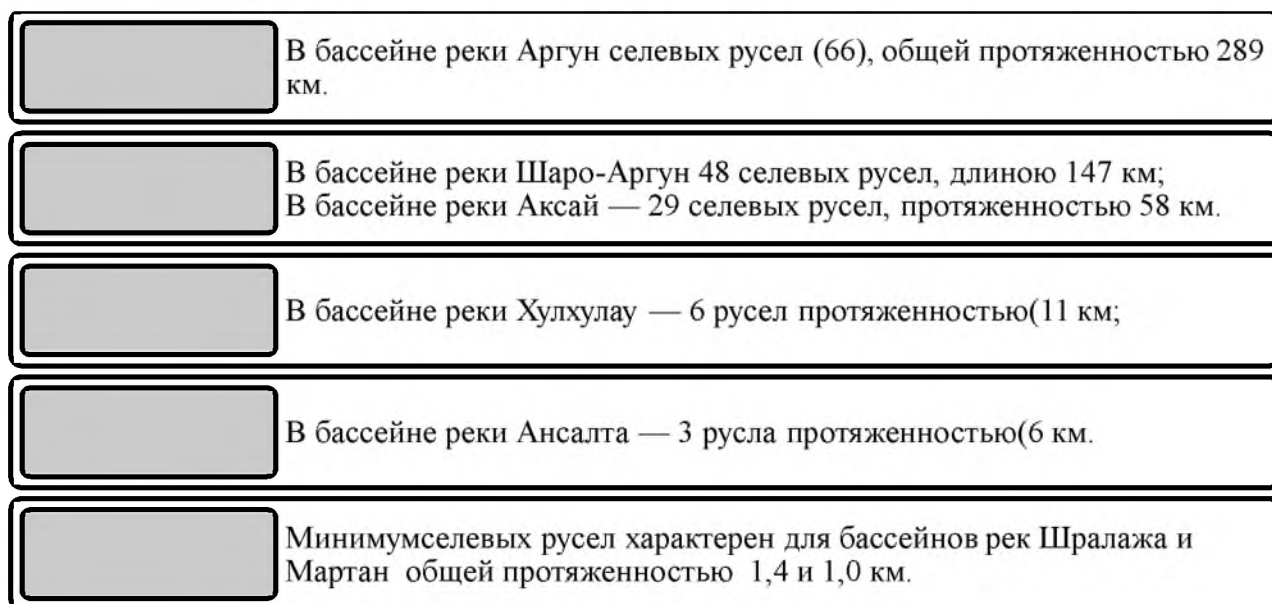 В бассейне реки Аргун селевых русел (66), общей протяженностью 289
км.
В бассейне реки Шаро-Аргун 48 селевых русел, длиною 147 км;
В бассейне реки Аксай — 29 селевых русел, протяженностью 58 км.
В бассейне реки Хулхулау — 6 русел протяженностью(11 км;
В бассейне реки Ансалта — 3 русла протяженностью(6 км.
Минимумселевых русел характерен для бассейнов рек Шралажа и
Мартан общей протяженностью 1,4 и 1,0 км.